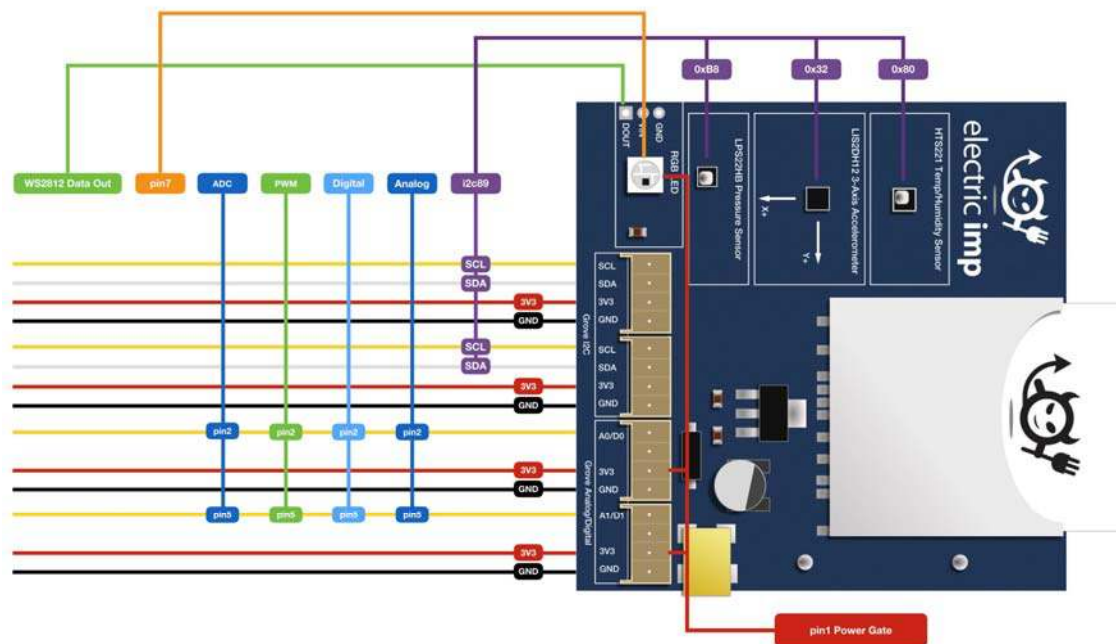 0xB8
0x32
0x80
WS2812 Data Out
pin7
ADC
PWM
Digital
Analog
i2c89
DOUT
VIN
GND
RGB LED
LPS22HB Pressure Sensor
LIS2DH12 3-Axis Accelerometer
X+
Y+
HTS221 Temp/Humidity Sensor
electric imp
SCL
SDA
3V3
GND
SCL
SDA
3V3
GND
Grove I2C
SCL
SDA
3V3
GND
SCL
SDA
3V3
GND
pin2
pin2
pin2
pin2
3V3
GND
pin5
pin5
pin5
pin5
3V3
GND
Grove Analog/Digital
A0/D0
3V3
GND
A1/D1
3V3
GND
pin1 Power Gate